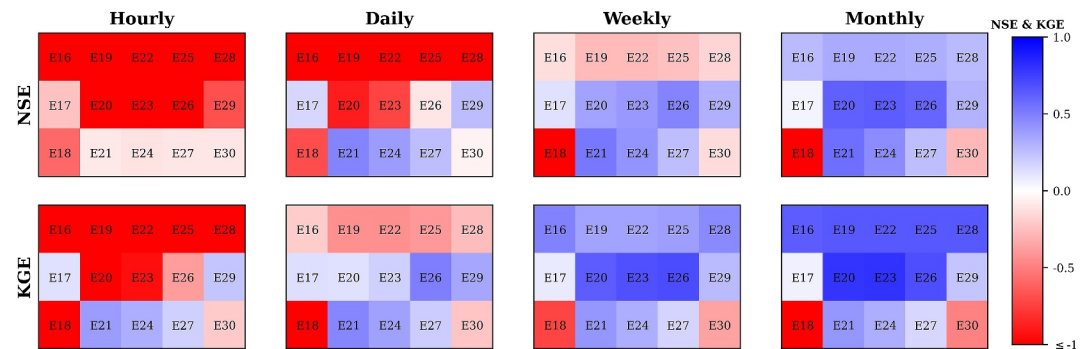 Hourly Daily Weekly Monthly NSE & KGE
NSE
E16 E19 E22 E25 E28 E16 E19 E22 E25 E28 E16 E19 E22 E25 E28 E16 E19 E22 E25 E28
E17 E20 E23 E26 E29 E17 E20 E23 E26 E29 E17 E20 E23 E26 E29 E17 E20 E23 E26 E29
E18 E21 E24 E27 E30 E18 E21 E24 E27 E30 E18 E21 E24 E27 E30 E18 E21 E24 E27 E30
KGE
E16 E19 E22 E25 E28 E16 E19 E22 E25 E28 E16 E19 E22 E25 E28 E16 E19 E22 E25 E28
E17 E20 E23 E26 E29 E17 E20 E23 E26 E29 E17 E20 E23 E26 E29 E17 E20 E23 E26 E29
E18 E21 E24 E27 E30 E18 E21 E24 E27 E30 E18 E21 E24 E27 E30 E18 E21 E24 E27 E30
1.0
0.5
0.0
-0.5
≤ -1